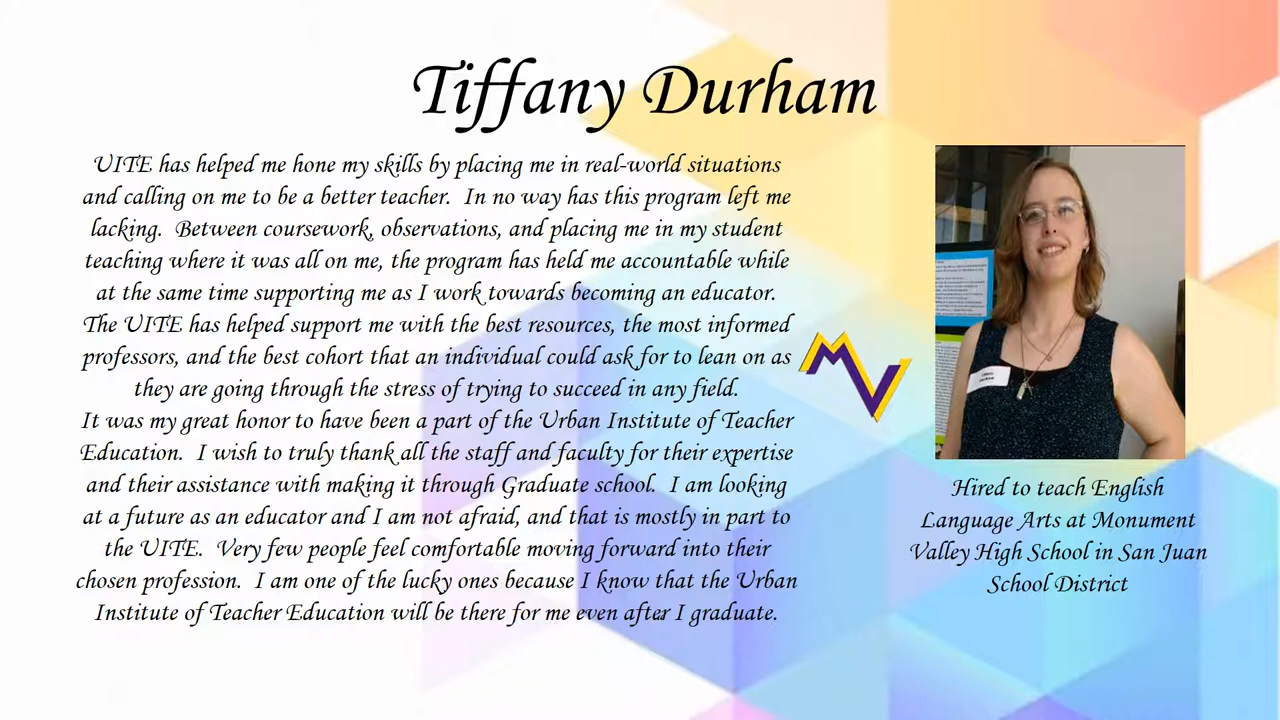 Tiffany Durham
UITE has helped me hone my skills by placing me in real-world situations
and calling on me to be a better teacher. In no way has this program left me
lacking. Between coursework, observations, and placing me in my student
teaching where it was all on me, the program has held me accountable while
at the same time supporting me as I work towards becoming an educator.
The UITE has helped support me with the best resources, the most informed
professors, and the best cohort that an individual could ask for to lean on as
they are going through the stress of trying to succeed in any field.
It was my great honor to have been a part of the Urban Institute of Teacher
Education. I wish to truly thank all the staff and faculty for their expertise
and their assistance with making it through Graduate school. I am looking
at a future as an educator and I am not afraid, and that is mostly in part to
the UITE. Very few people feel comfortable moving forward into their
chosen profession. I am one of the lucky ones because I know that the Urban
Institute of Teacher Education will be there for me even after I graduate.
MV
Hired to teach English
Language Arts at Monument
Valley High School in San Juan
School District